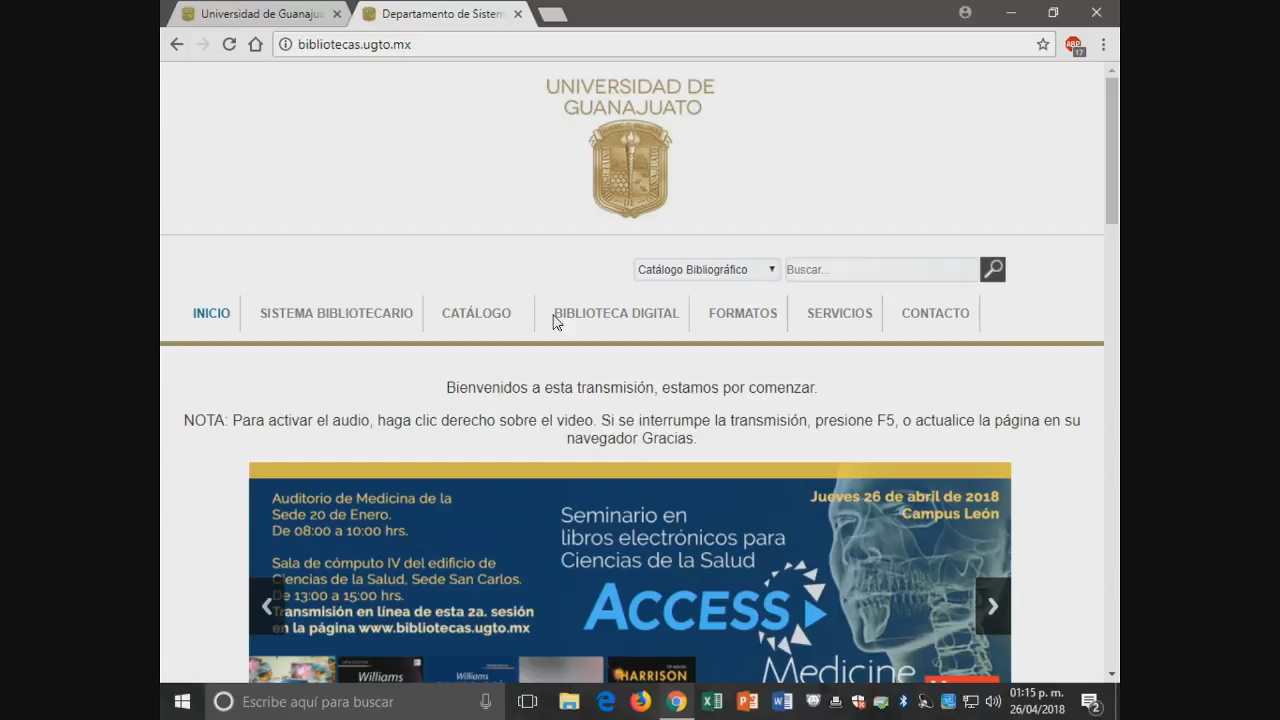 Universidad de Guanajua
Departamento de Sistem
bibliotecas.ugto.mx
ABP
17
UNIVERSIDAD DE
GUANAJUATO
Catálogo Bibliográfico
Buscar...
INICIO
SISTEMA BIBLIOTECARIO
CATÁLOGO
BIBLIOTECA DIGITAL
FORMATOS
SERVICIOS
CONTACTO
Bienvenidos a esta transmisión, estamos por comenzar.
NOTA: Para activar el audio, haga clic derecho sobre el video. Si se interrumpe la transmisión, presione F5, o actualice la página en su
navegador Gracias.
Auditorio de Medicina de la
Sede 20 de Enero.
De 08:00 a 10:00 hrs.
Sala de cómputo IV del edificio de
Ciencias de la Salud, Sede San Carlos.
De 13:00 a 15:00 hrs.
Transmisión en línea de esta 2a. sesión
en la página www.bibliotecas.ugto.mx
Jueves 26 de abril de 2018
Campus León
Seminario en
libros electrónicos para
Ciencias de la Salud
ACCESS
Medicine
Williams
Williams
HARRISON
Escribe aquí para buscar
01:15 p. m.
26/04/2018
2